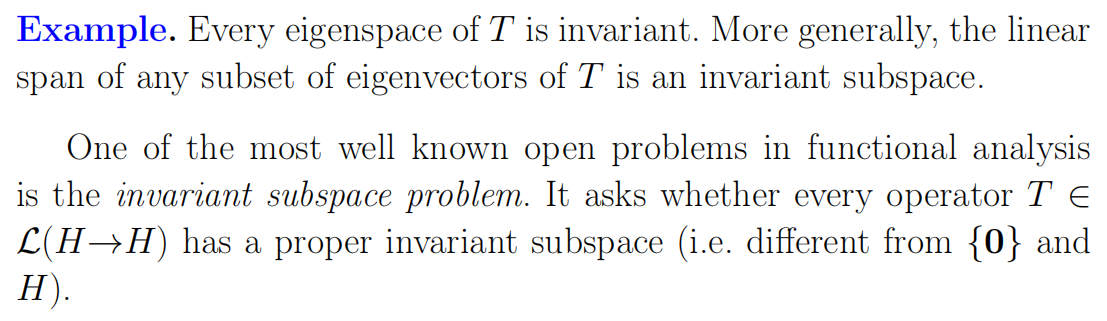 Example. Every eigenspace of T is invariant. More generally, the linear
span of any subset of eigenvectors of T is an invariant subspace.
One of the most well known open problems in functional analysis
is the invariant subspace problem. It asks whether every operator T ∈
𝓛(H→H) has a proper invariant subspace (i.e. different from {0} and
H).